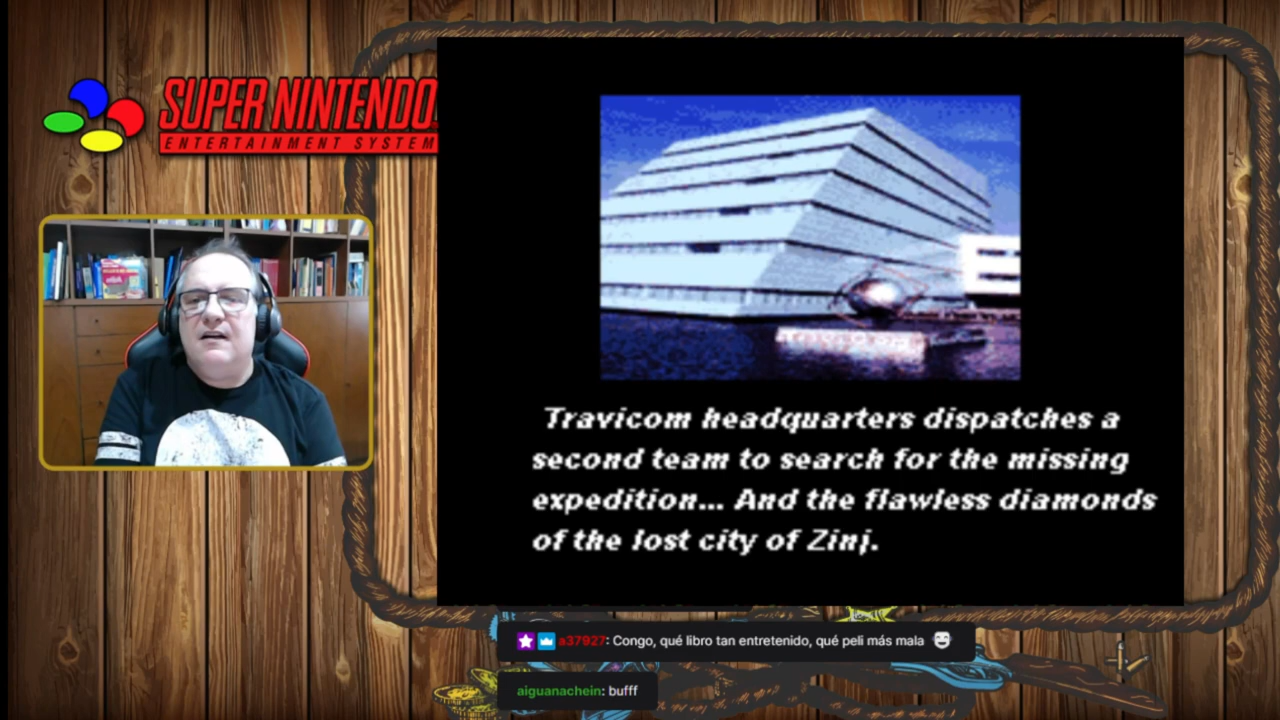 SUPER NINTENDO
ENTERTAINMENT SYSTEM
Travicom headquarters dispatches a
second team to search for the missing
expedition... And the flawless diamonds
of the lost city of Zinj.
a37927: Congo, qué libro tan entretenido, qué peli más mala
aiguanachein: bufff